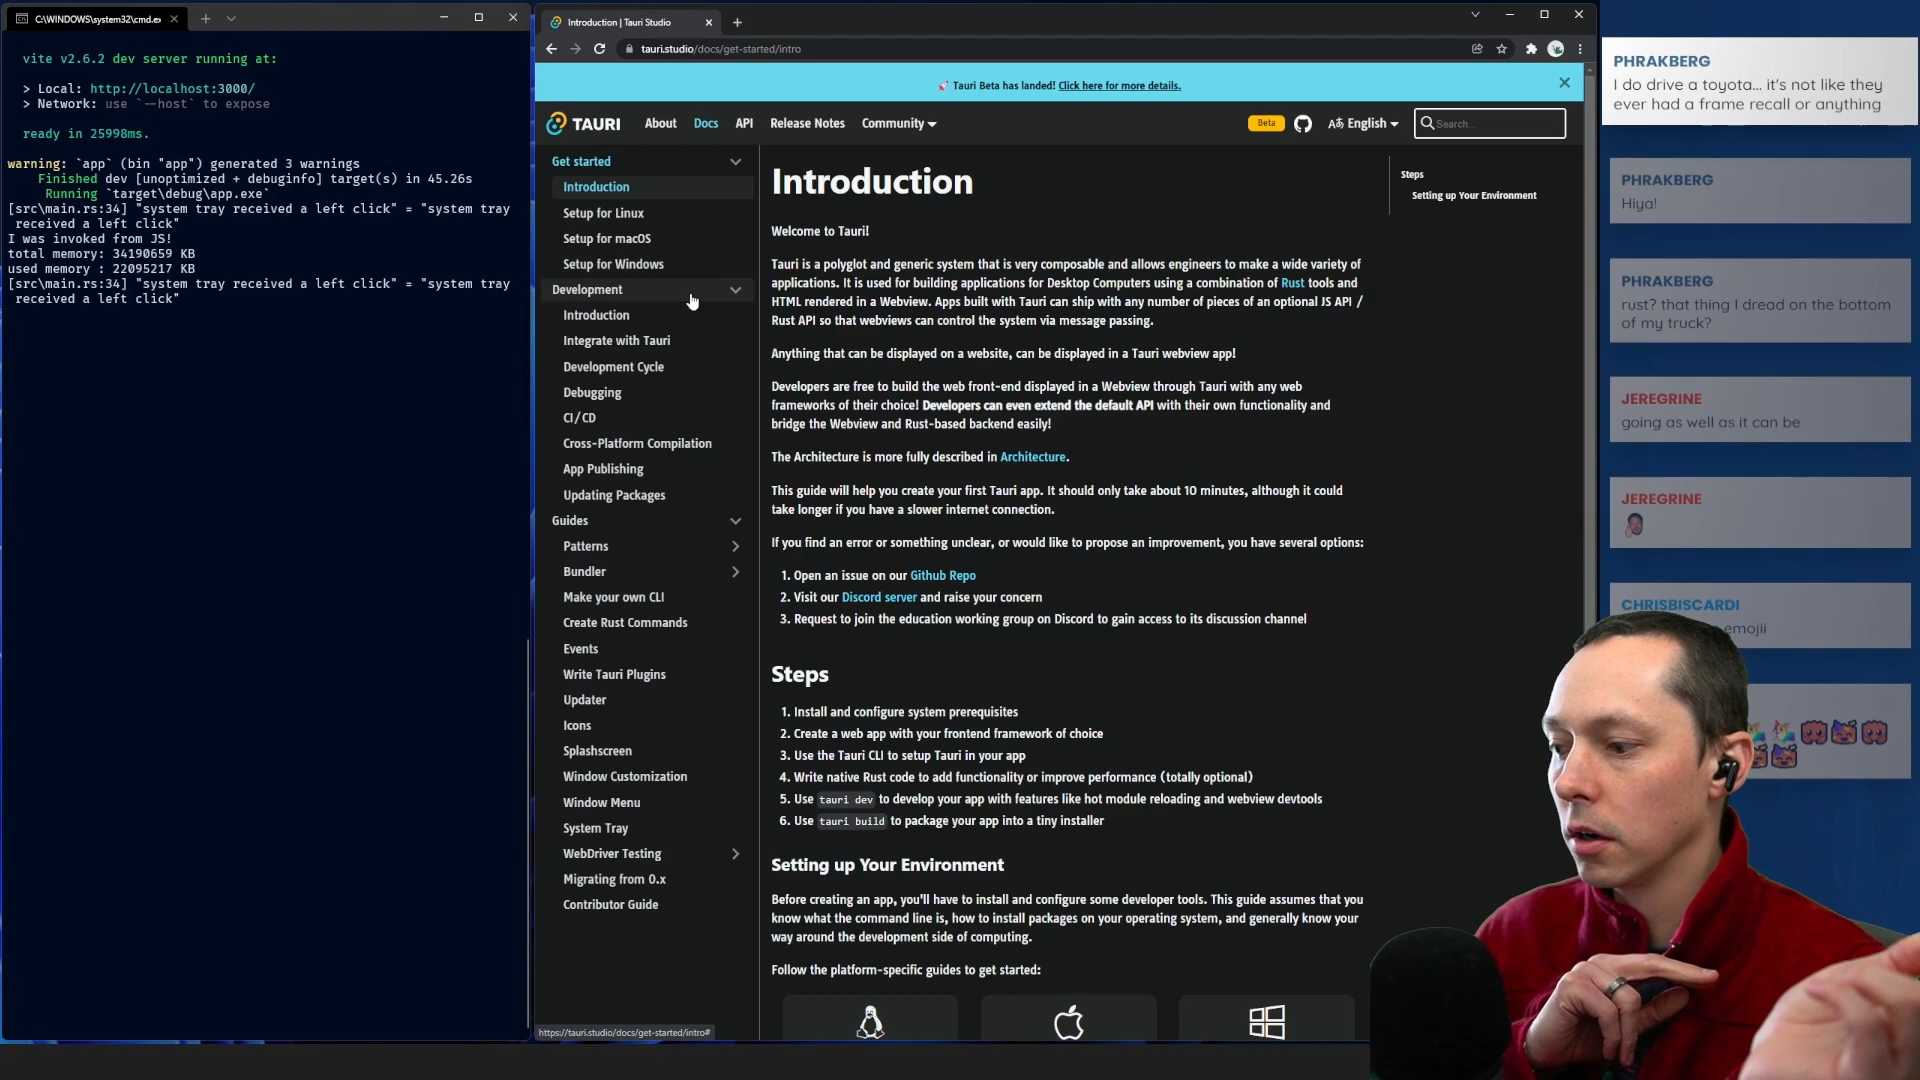 C:\WINDOWS\system32\cmd.ex
vite v2.6.2 dev server running at:
> Local: http://localhost:3000/
> Network: use `--host` to expose
ready in 25998ms.
warning: `app` (bin "app") generated 3 warnings
Finished dev [unoptimized + debuginfo] target(s) in 45.26s
Running `target\debug\app.exe`
[src\main.rs:34] "system tray received a left click" = "system tray
received a left click"
I was invoked from JS!
total memory: 34190659 KB
used memory : 22095217 KB
[src\main.rs:34] "system tray received a left click" = "system tray
received a left click"
Introduction | Tauri Studio
tauri.studio/docs/get-started/intro
🚀 Tauri Beta has landed! Click here for more details.
TAURI
About
Docs
API
Release Notes
Community
Beta
English
Search...
Get started
Introduction
Setup for Linux
Setup for macOS
Setup for Windows
Development
Introduction
Integrate with Tauri
Development Cycle
Debugging
CI/CD
Cross-Platform Compilation
App Publishing
Updating Packages
Guides
Patterns
Bundler
Make your own CLI
Create Rust Commands
Events
Write Tauri Plugins
Updater
Icons
Splashscreen
Window Customization
Window Menu
System Tray
WebDriver Testing
Migrating from 0.x
Contributor Guide
https://tauri.studio/docs/get-started/intro#
Introduction
Welcome to Tauri!
Tauri is a polyglot and generic system that is very composable and allows engineers to make a wide variety of
applications. It is used for building applications for Desktop Computers using a combination of Rust tools and
HTML rendered in a Webview. Apps built with Tauri can ship with any number of pieces of an optional JS API /
Rust API so that webviews can control the system via message passing.
Anything that can be displayed on a website, can be displayed in a Tauri webview app!
Developers are free to build the web front-end displayed in a Webview through Tauri with any web
frameworks of their choice! Developers can even extend the default API with their own functionality and
bridge the Webview and Rust-based backend easily!
The Architecture is more fully described in Architecture.
This guide will help you create your first Tauri app. It should only take about 10 minutes, although it could
take longer if you have a slower internet connection.
If you find an error or something unclear, or would like to propose an improvement, you have several options:
1. Open an issue on our Github Repo
2. Visit our Discord server and raise your concern
3. Request to join the education working group on Discord to gain access to its discussion channel
Steps
1. Install and configure system prerequisites
2. Create a web app with your frontend framework of choice
3. Use the Tauri CLI to setup Tauri in your app
4. Write native Rust code to add functionality or improve performance (totally optional)
5. Use tauri dev to develop your app with features like hot module reloading and webview devtools
6. Use tauri build to package your app into a tiny installer
Setting up Your Environment
Before creating an app, you'll have to install and configure some developer tools. This guide assumes that you
know what the command line is, how to install packages on your operating system, and generally know your
way around the development side of computing.
Follow the platform-specific guides to get started:
Steps
Setting up Your Environment
PHRAKBERG
I do drive a toyota... it's not like they
ever had a frame recall or anything
PHRAKBERG
Hiya!
PHRAKBERG
rust? that thing I dread on the bottom
of my truck?
JEREGRINE
going as well as it can be
JEREGRINE
CHRISBISCARDI
emojii